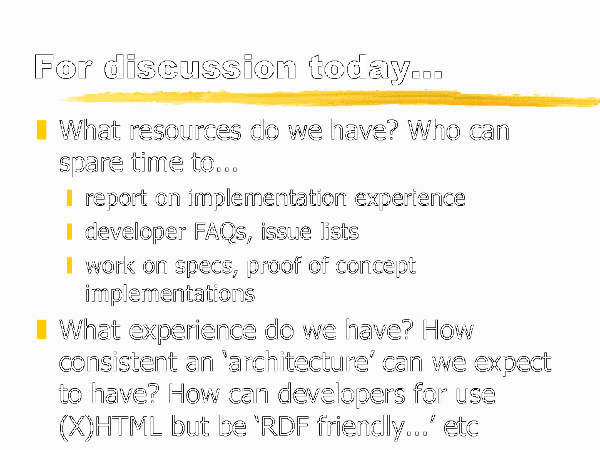 For discussion today...
What resources do we have? Who can
spare time to...
report on implementation experience
developer FAQs, issue lists
work on specs, proof of concept
implementations
What experience do we have? How
consistent an ‘architecture’ can we expect
to have? How can developers for use
(X)HTML but be ‘RDF friendly...’ etc